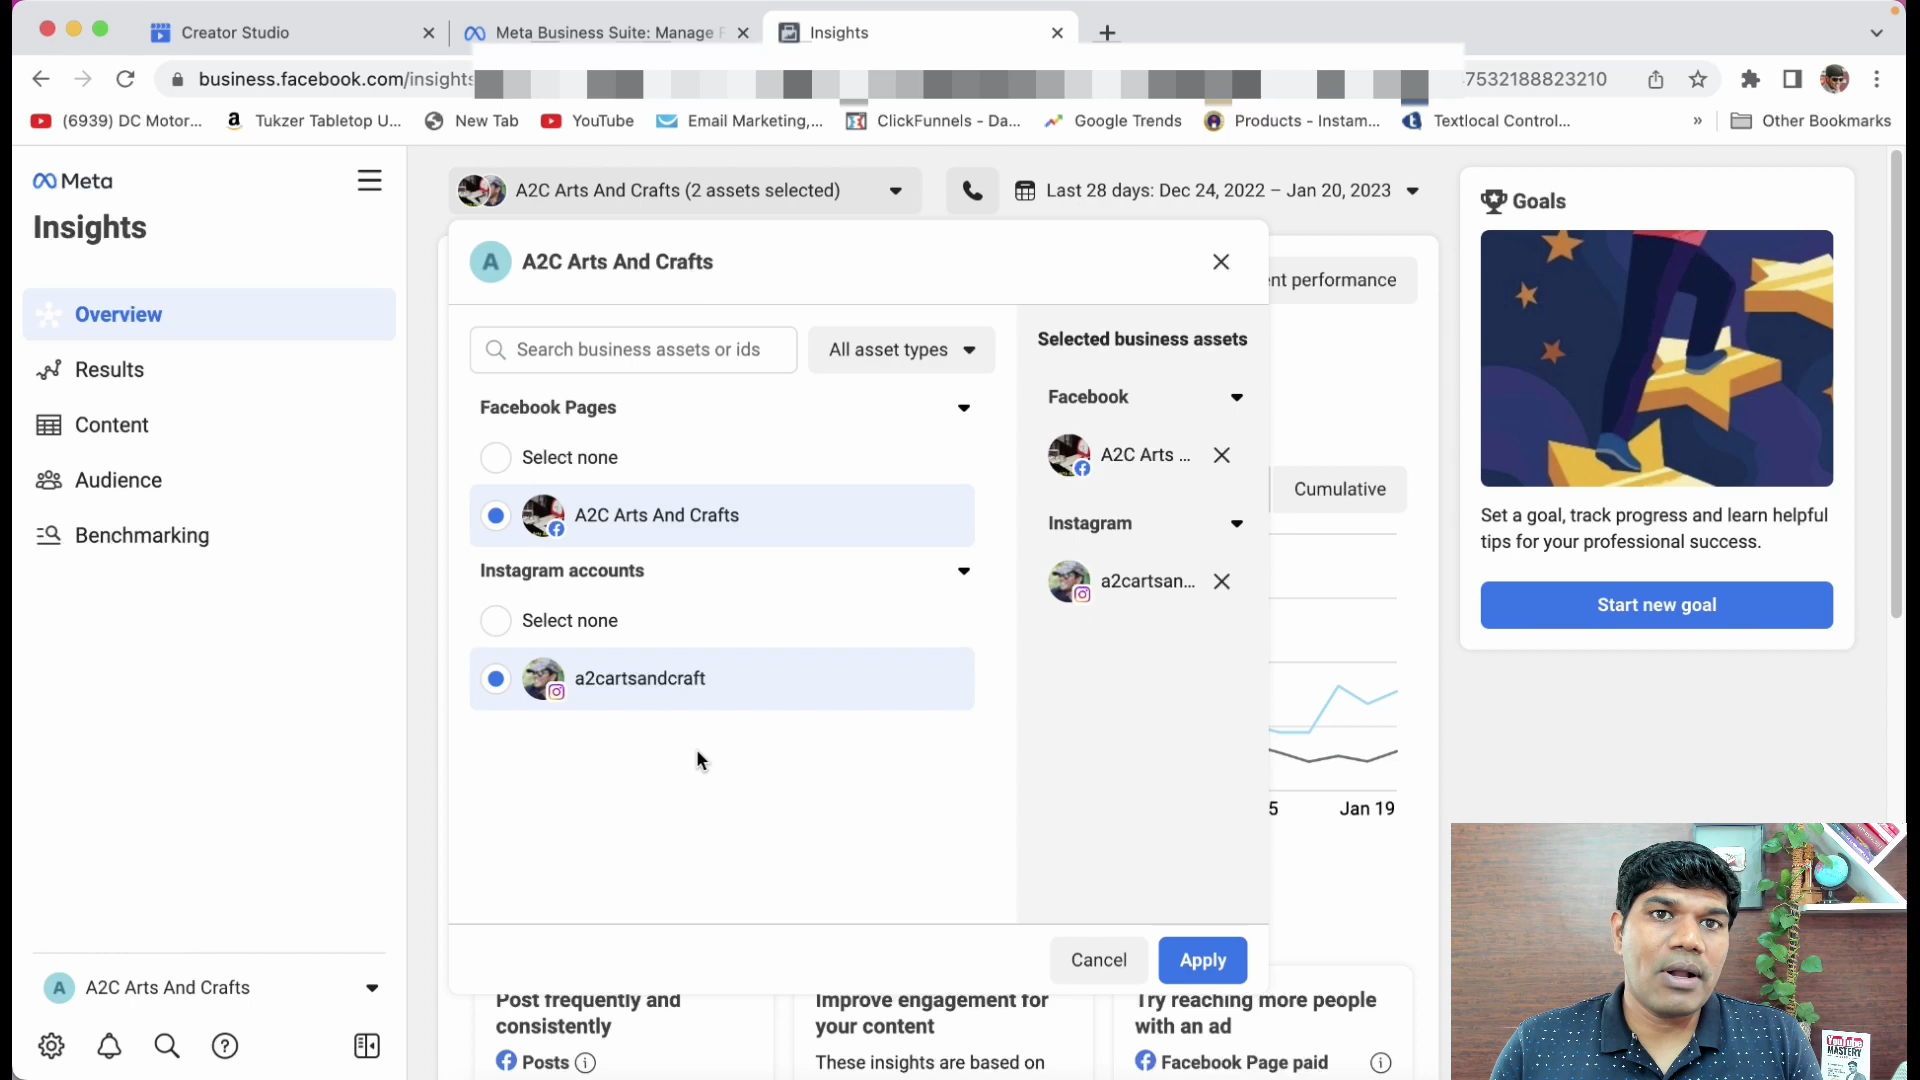 Creator Studio
Meta Business Suite: Manage F
Insights
business.facebook.com/insights
7532188823210
(6939) DC Motor...
Tukzer Tabletop U...
New Tab
YouTube
Email Marketing,...
ClickFunnels - Da...
Google Trends
Products - Instam...
Textlocal Control...
»
Other Bookmarks
Meta
Insights
Overview
Results
Content
Audience
Benchmarking
A A2C Arts And Crafts
A2C Arts And Crafts (2 assets selected)
Last 28 days: Dec 24, 2022 – Jan 20, 2023
A A2C Arts And Crafts
Search business assets or ids
All asset types
Facebook Pages
Select none
A2C Arts And Crafts
Instagram accounts
Select none
a2cartsandcraft
Selected business assets
Facebook
A2C Arts ...
Instagram
a2cartsan...
Cancel
Apply
nt performance
Cumulative
5
Jan 19
Post frequently and
consistently
Posts
Improve engagement for
your content
These insights are based on
Try reaching more people
with an ad
Facebook Page paid
Goals
Set a goal, track progress and learn helpful
tips for your professional success.
Start new goal
YouTube
MASTERY